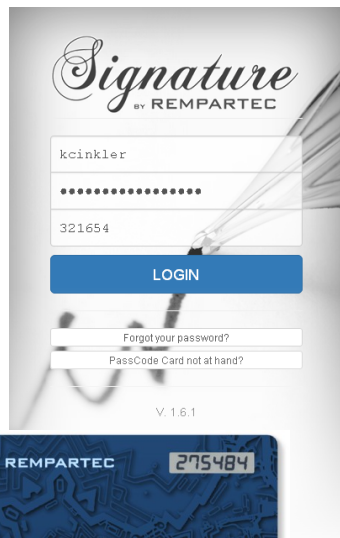 Signature
BY REMPARTEC
kcinkler
•••••••••••••••••
321654
LOGIN
Forgot your password?
PassCode Card not at hand?
V. 1.6.1
REMPARTEC 275484